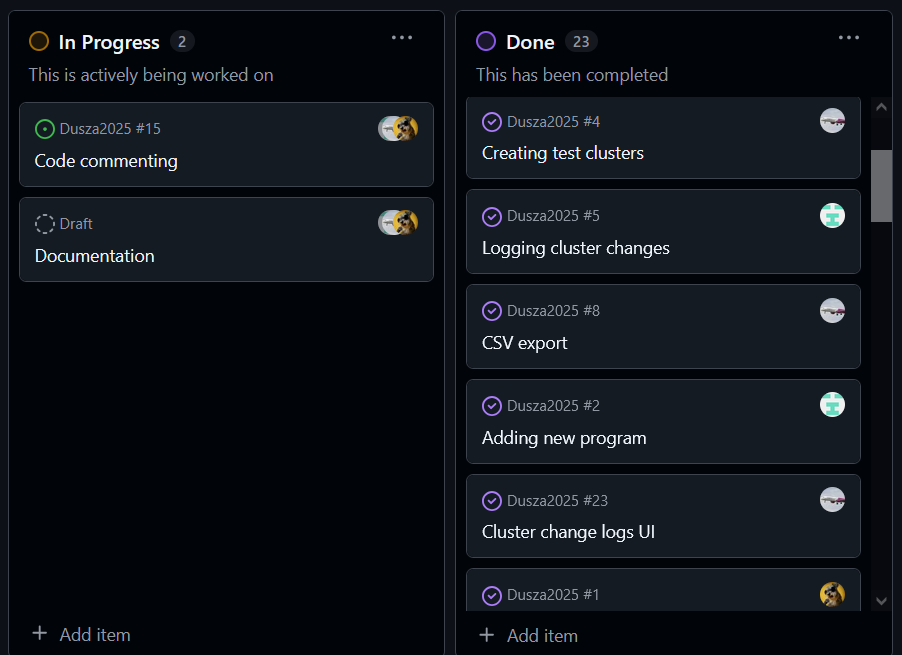 In Progress 2
This is actively being worked on
Dusza2025 #15
Code commenting
Draft
Documentation
+ Add item
Done 23
This has been completed
Dusza2025 #4
Creating test clusters
Dusza2025 #5
Logging cluster changes
Dusza2025 #8
CSV export
Dusza2025 #2
Adding new program
Dusza2025 #23
Cluster change logs UI
Dusza2025 #1
+ Add item